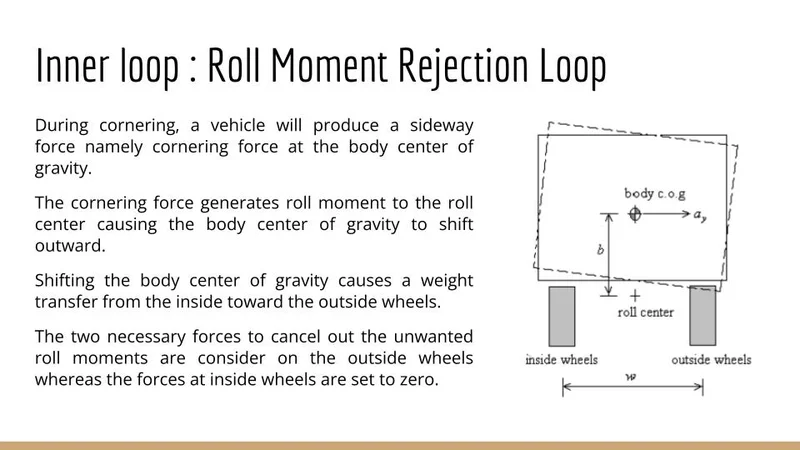 Inner loop : Roll Moment Rejection Loop
During cornering, a vehicle will produce a sideway
force namely cornering force at the body center of
gravity.
The cornering force generates roll moment to the roll
center causing the body center of gravity to shift
outward.
Shifting the body center of gravity causes a weight
transfer from the inside toward the outside wheels.
The two necessary forces to cancel out the unwanted
roll moments are consider on the outside wheels
whereas the forces at inside wheels are set to zero.
body c.o.g
a_y
b
roll center
inside wheels
outside wheels
w